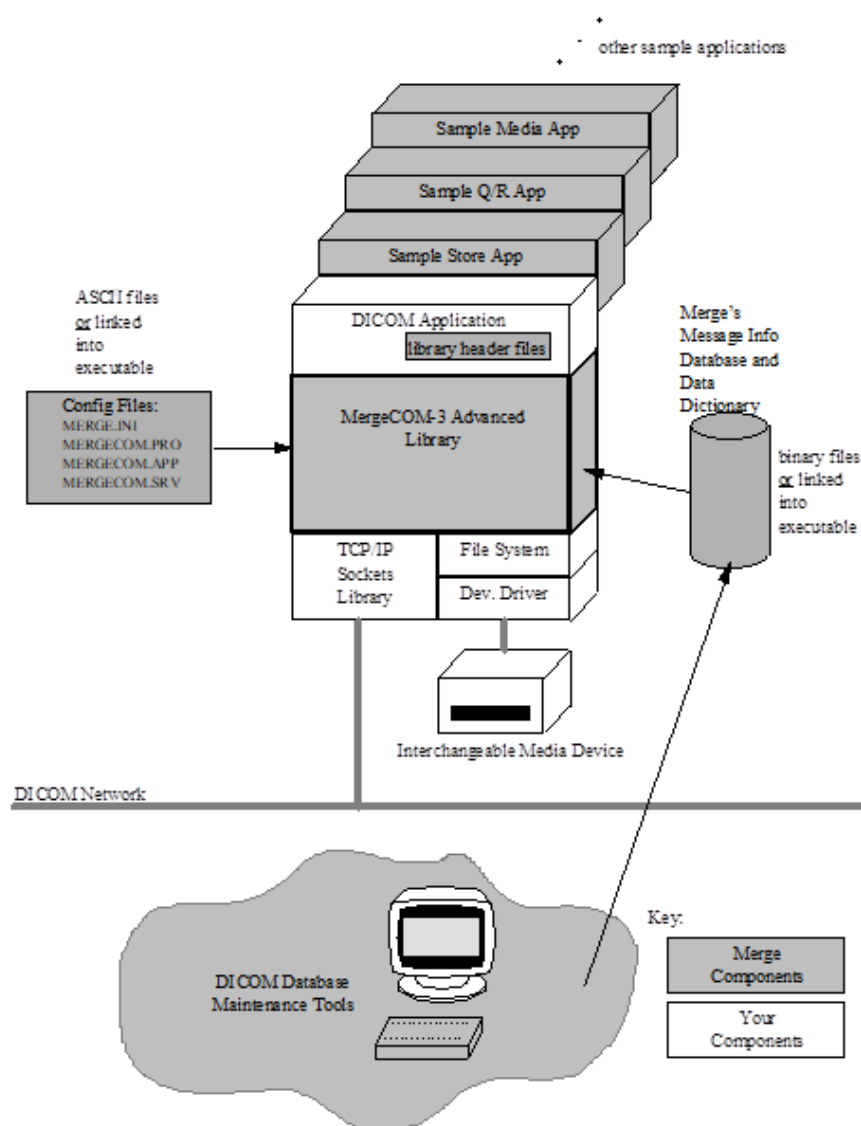 other sample applications
Sample Media App
Sample Q/R App
Sample Store App
ASCII files
or linked
into
executable
DICOM Application
library header files
Merge's
Message Info
Database and
Data
Dictionary
Config Files:
MERGE.INI
MERGECOM.PRO
MERGECOM.APP
MERGECOM.SRV
MergeCOM-3 Advanced
Library
binary files
or linked
into
executable
TCP/IP
Sockets
Library
File System
Dev. Driver
Interchangeable Media Device
DICOM Network
Key:
Merge
Components
Your
Components
DICOM Database
Maintenance Tools